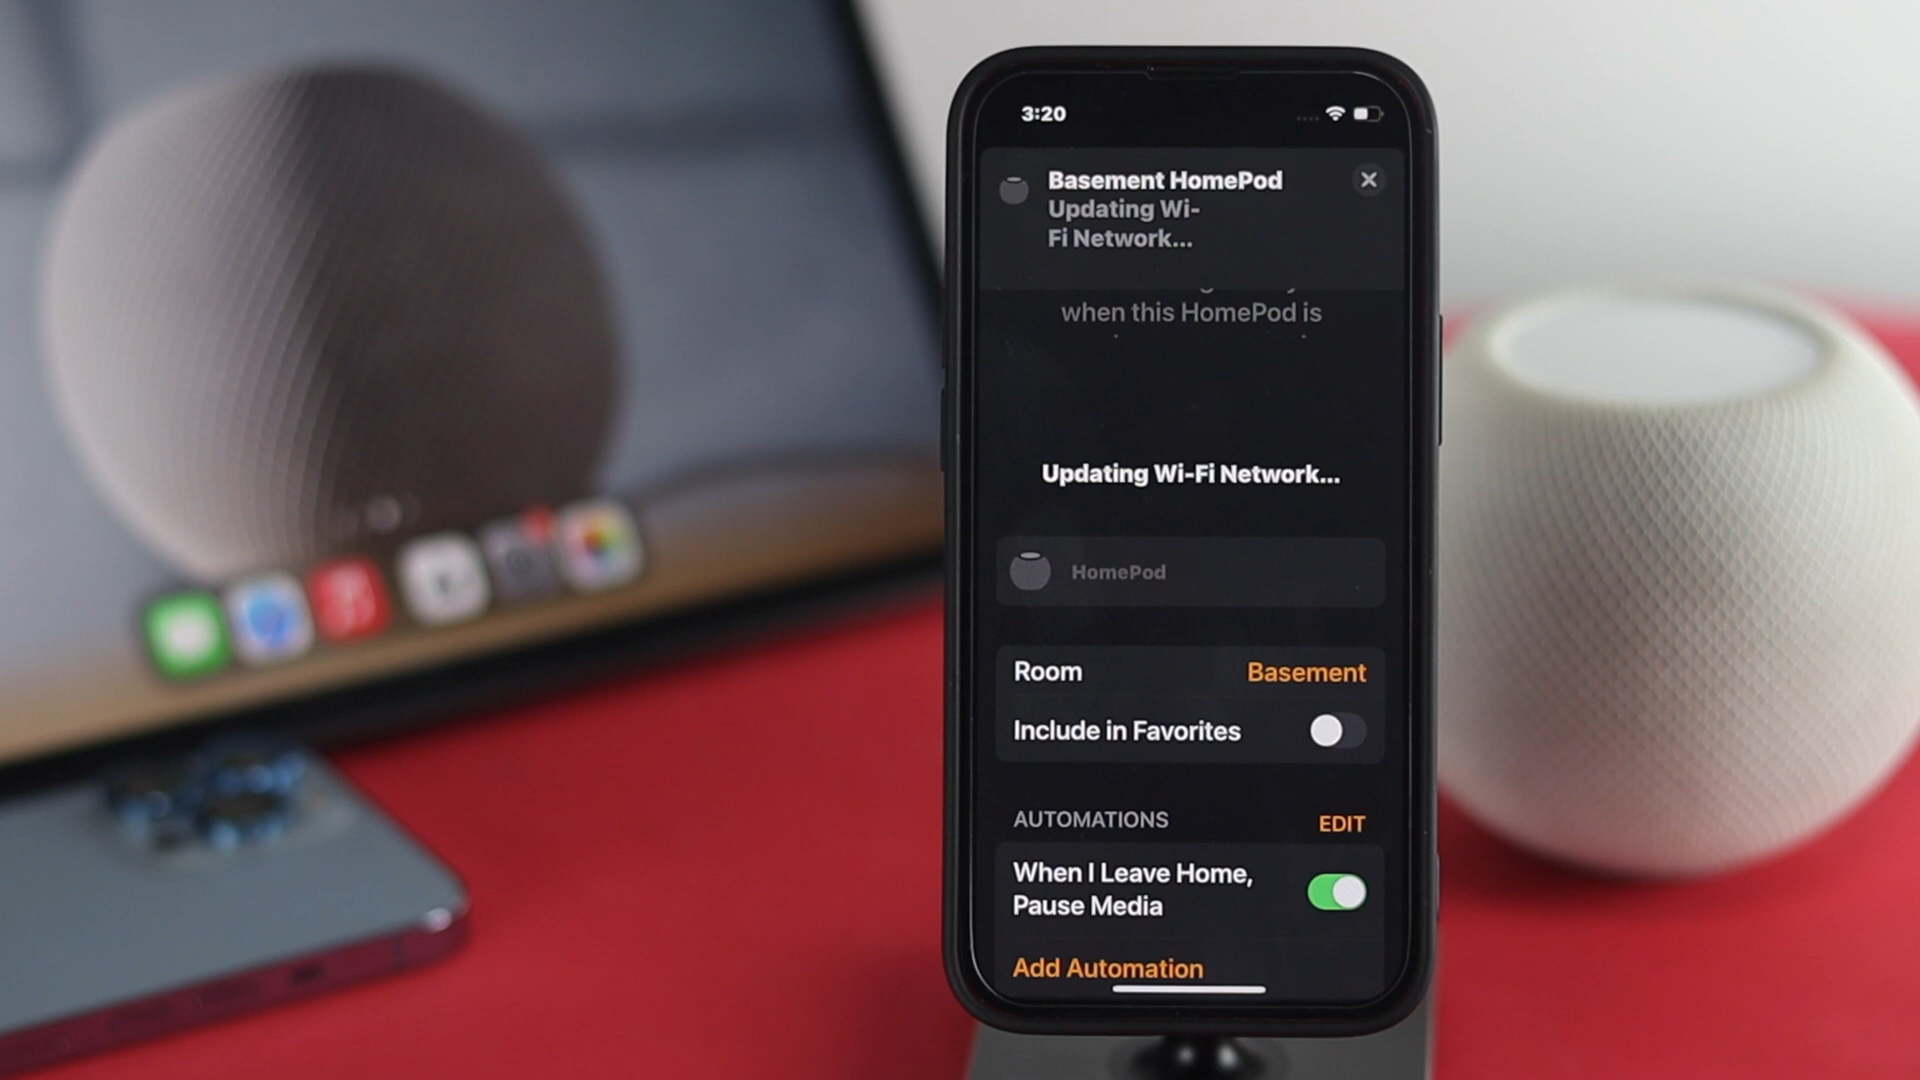 3:20
Basement HomePod
Updating Wi-
Fi Network...
when this HomePod is
Updating Wi-Fi Network...
HomePod
Room
Basement
Include in Favorites
AUTOMATIONS
EDIT
When I Leave Home,
Pause Media
Add Automation